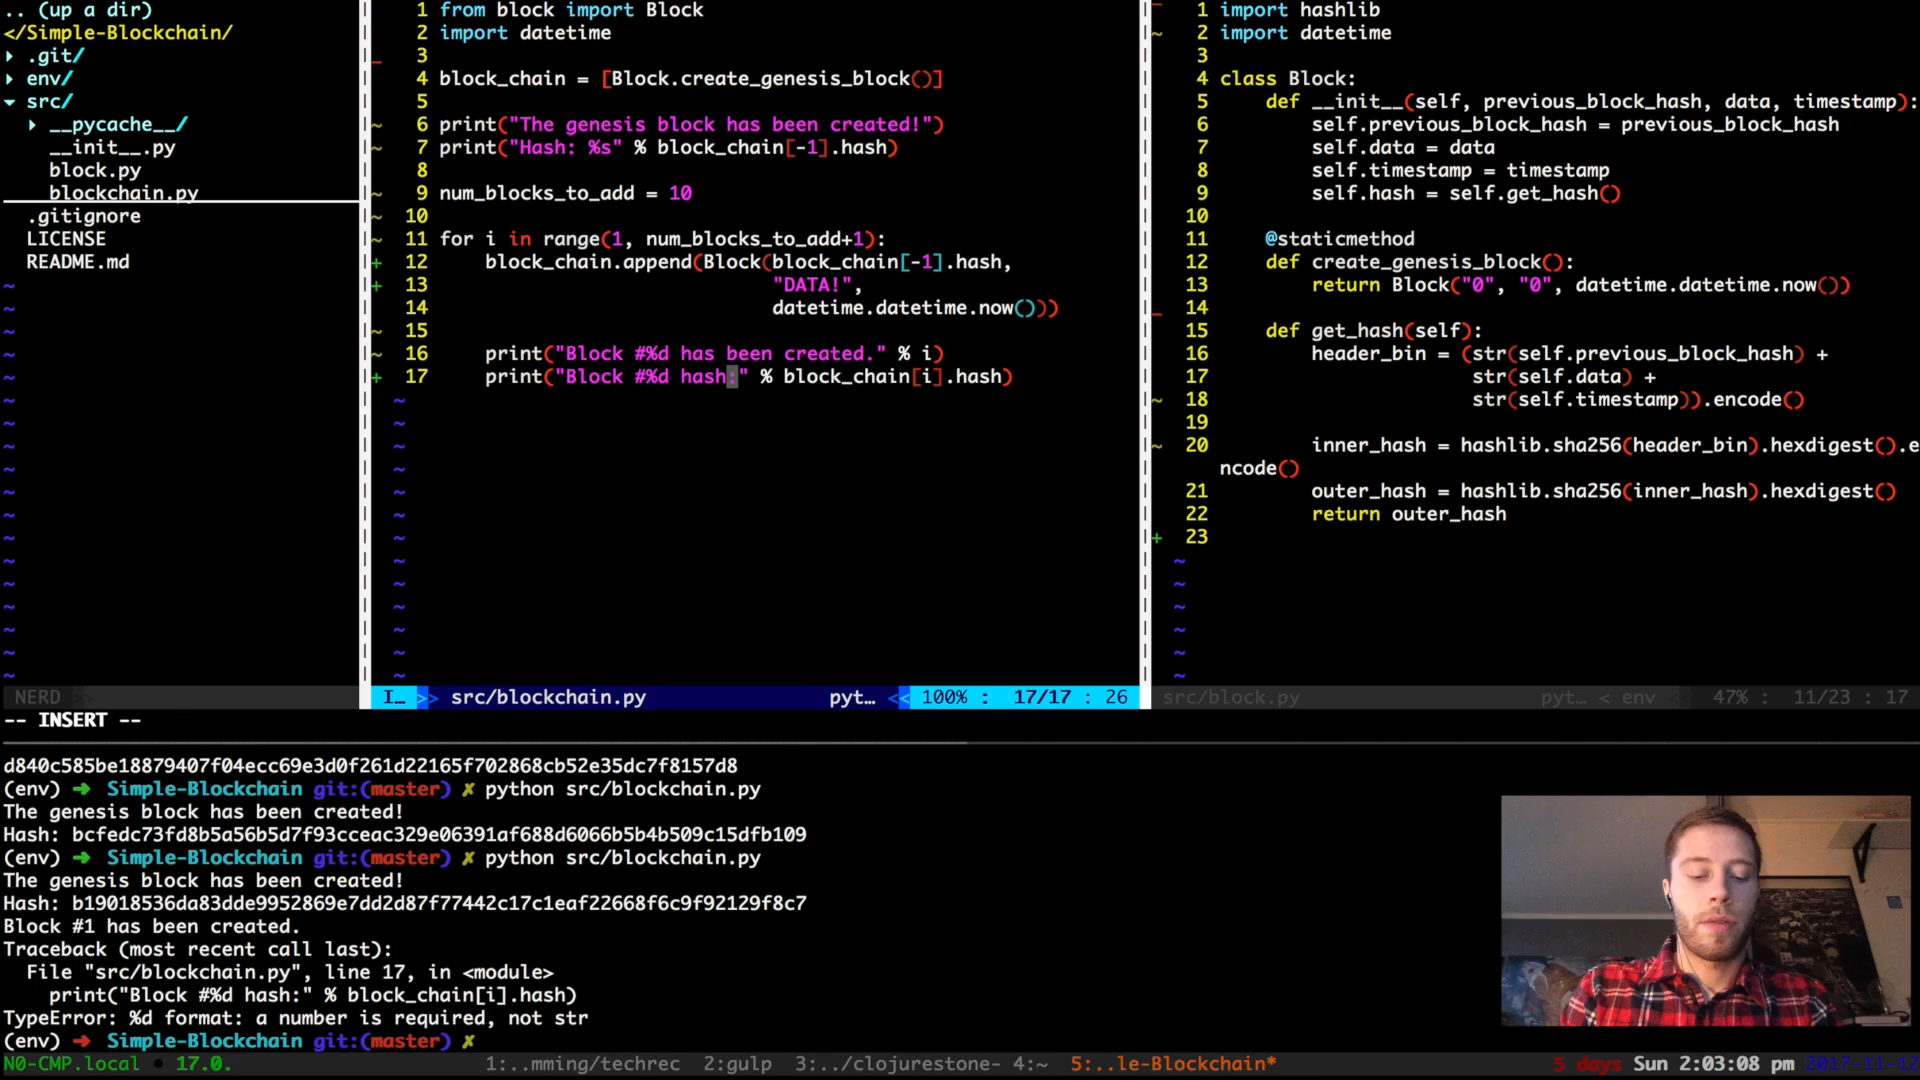 .. (up a dir)
</Simple-Blockchain/
▸ .git/
▸ env/
▾ src/
▸ __pycache__/
__init__.py
block.py
blockchain.py
.gitignore
LICENSE
README.md
NERD >>
1 from block import Block
~ 2 import datetime
_ 3
4 block_chain = [Block.create_genesis_block()]
5
~ 6 print("The genesis block has been created!")
~ 7 print("Hash: %s" % block_chain[-1].hash)
8
~ 9 num_blocks_to_add = 10
~ 10
~ 11 for i in range(1, num_blocks_to_add+1):
+ 12     block_chain.append(Block(block_chain[-1].hash,
+ 13                              "DATA!",
14                              datetime.datetime.now()))
~ 15
~ 16     print("Block #%d has been created." % i)
+ 17     print("Block #%d hash:" % block_chain[i].hash)
I… >> src/blockchain.py pyt… << 100% : 17/17 : 26
1 import hashlib
~ 2 import datetime
3
4 class Block:
5     def __init__(self, previous_block_hash, data, timestamp):
6         self.previous_block_hash = previous_block_hash
7         self.data = data
8         self.timestamp = timestamp
9         self.hash = self.get_hash()
10
11     @staticmethod
12     def create_genesis_block():
13         return Block("0", "0", datetime.datetime.now())
_ 14
15     def get_hash(self):
16         header_bin = (str(self.previous_block_hash) +
17                       str(self.data) +
~ 18                       str(self.timestamp)).encode()
19
~ 20         inner_hash = hashlib.sha256(header_bin).hexdigest().e
ncode()
21         outer_hash = hashlib.sha256(inner_hash).hexdigest()
22         return outer_hash
+ 23
src/block.py pyt… < env 47% : 11/23 : 17
-- INSERT --
d840c585be18879407f04ecc69e3d0f261d22165f702868cb52e35dc7f8157d8
(env) ➜ Simple-Blockchain git:(master) ✗ python src/blockchain.py
The genesis block has been created!
Hash: bcfedc73fd8b5a56b5d7f93cceac329e06391af688d6066b5b4b509c15dfb109
(env) ➜ Simple-Blockchain git:(master) ✗ python src/blockchain.py
The genesis block has been created!
Hash: b19018536da83dde9952869e7dd2d87f77442c17c1eaf22668f6c9f92129f8c7
Block #1 has been created.
Traceback (most recent call last):
  File "src/blockchain.py", line 17, in <module>
    print("Block #%d hash:" % block_chain[i].hash)
TypeError: %d format: a number is required, not str
(env) ➜ Simple-Blockchain git:(master) ✗
N0-CMP.local • 17.0. 1:..mming/techrec 2:gulp 3:../clojurestone- 4:~ 5:..le-Blockchain* 5 days Sun 2:03:08 pm 2017-11-12